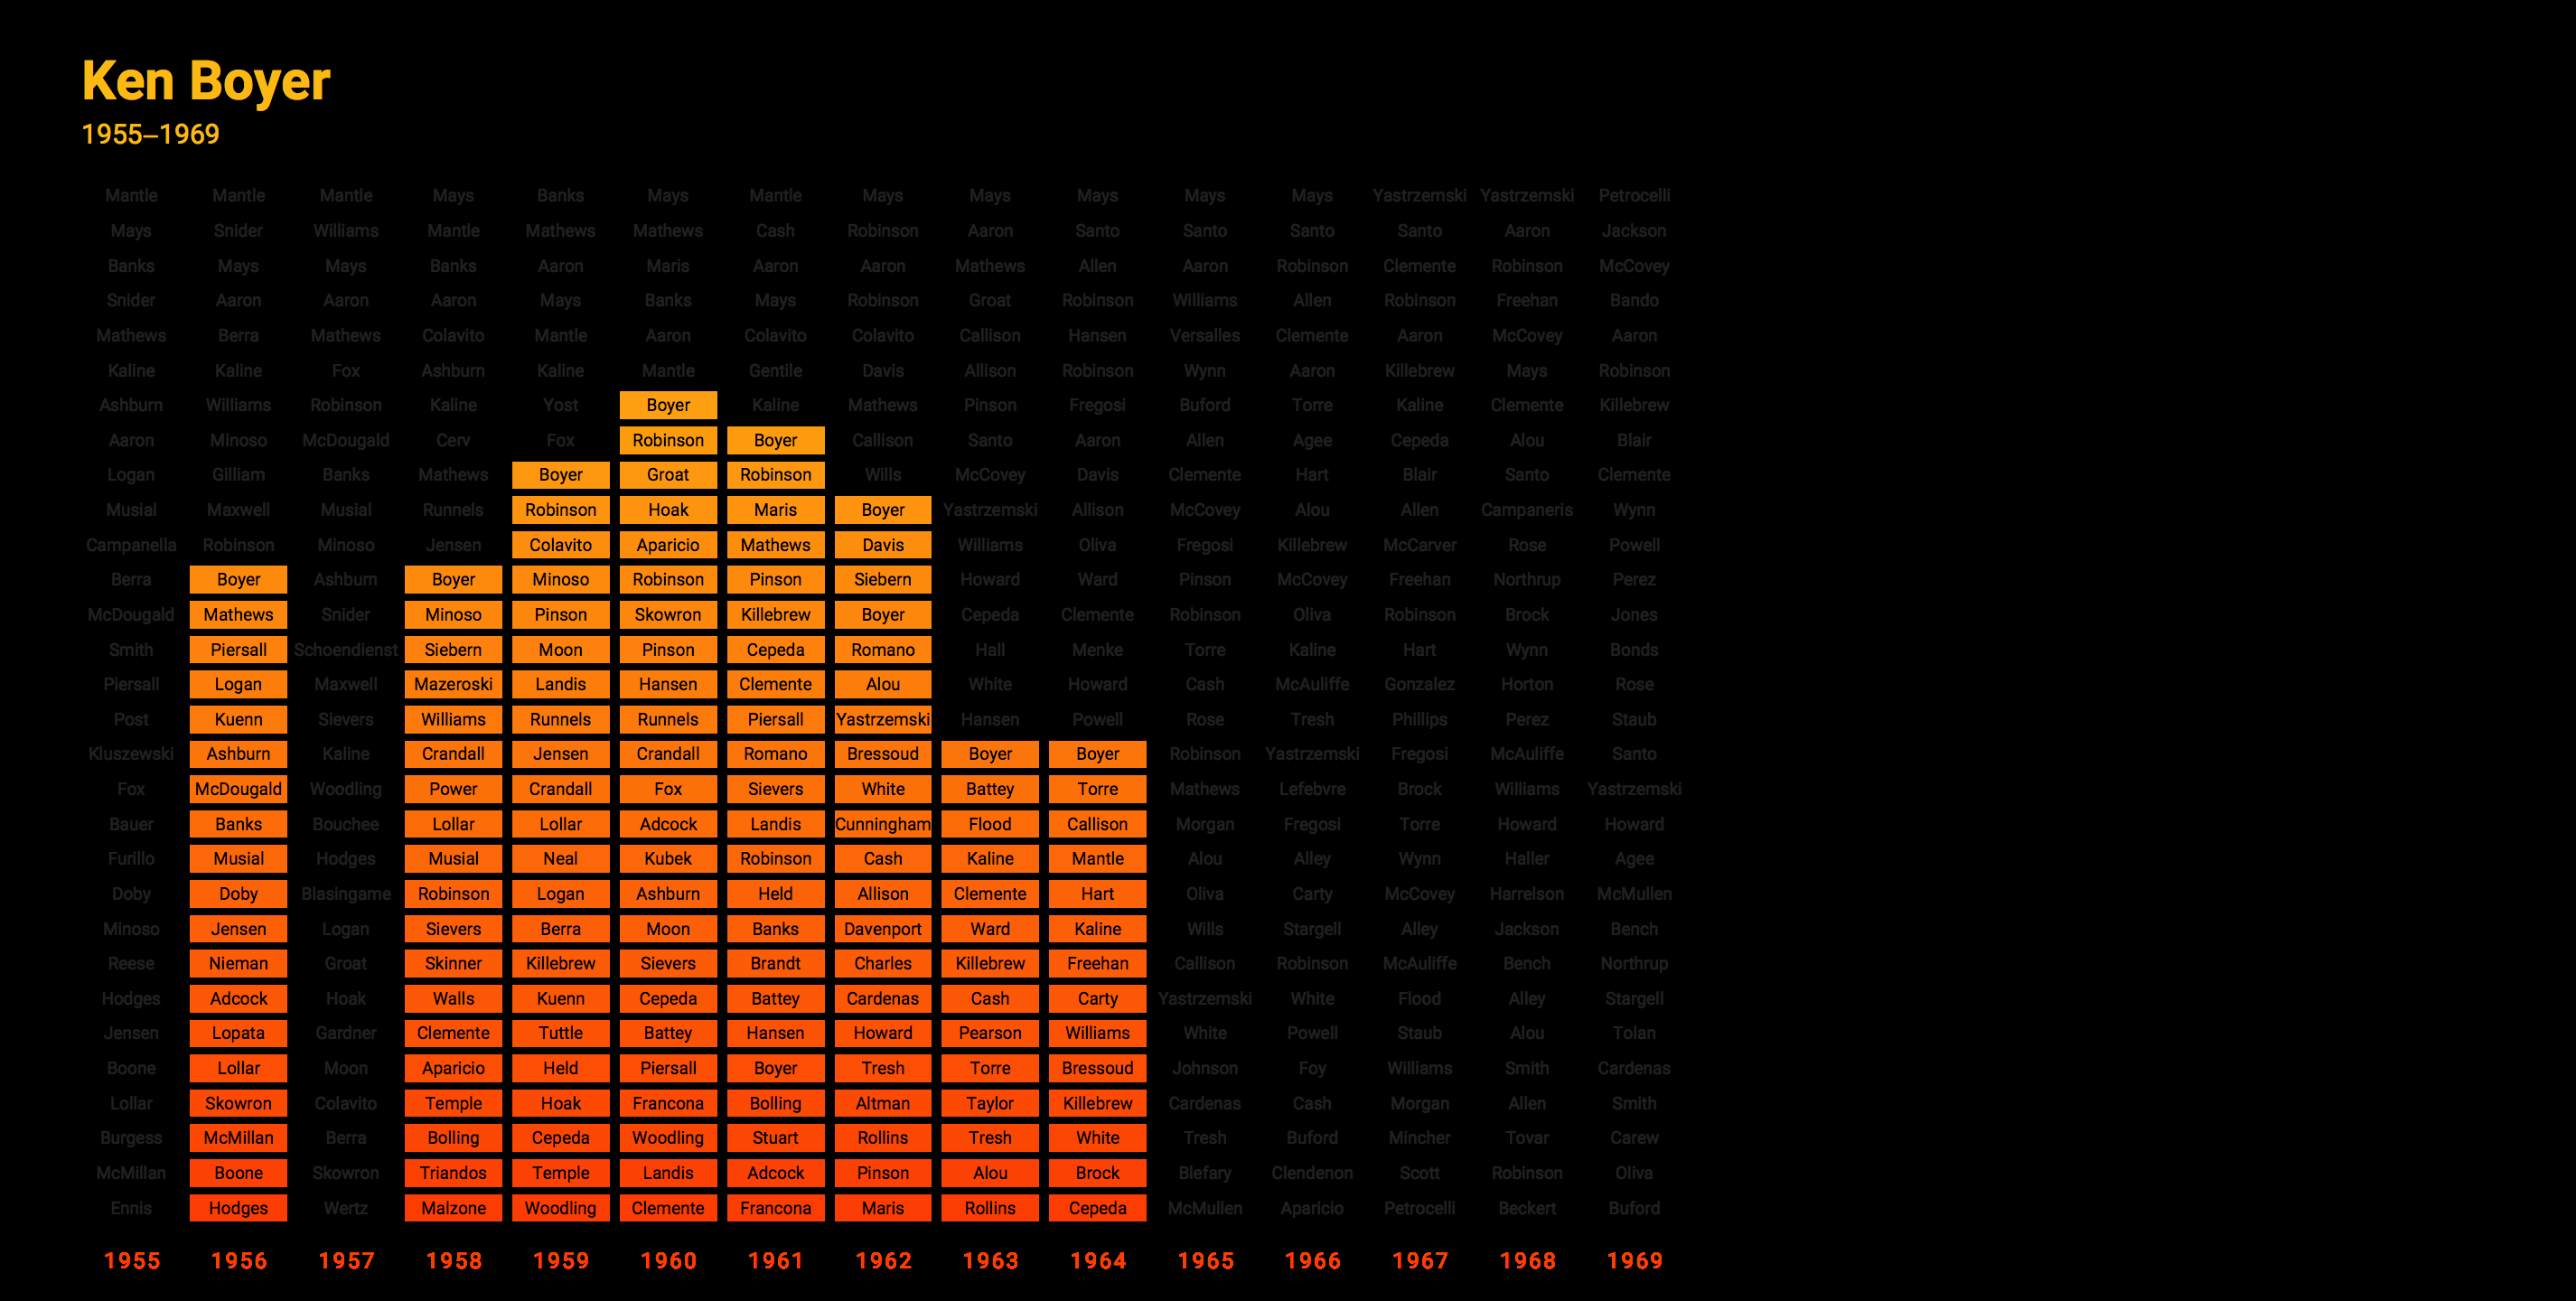 Ken Boyer
1955–1969
Mantle Mantle Mantle Mays Banks Mays Mantle Mays Mays Mays Mays Mays Yastrzemski Yastrzemski Petrocelli
Mays Snider Williams Mantle Mathews Mathews Cash Robinson Aaron Santo Santo Santo Santo Aaron Jackson
Banks Mays Mays Banks Aaron Maris Aaron Aaron Mathews Allen Aaron Robinson Clemente Robinson McCovey
Snider Aaron Aaron Aaron Mays Banks Mays Robinson Groat Robinson Williams Allen Robinson Freehan Bando
Mathews Berra Mathews Colavito Mantle Aaron Colavito Colavito Callison Hansen Versalles Clemente Aaron McCovey Aaron
Kaline Kaline Fox Ashburn Kaline Mantle Gentile Davis Allison Robinson Wynn Aaron Killebrew Mays Robinson
Ashburn Williams Robinson Kaline Yost Boyer Kaline Mathews Pinson Fregosi Buford Torre Kaline Clemente Killebrew
Aaron Minoso McDougald Cerv Fox Robinson Boyer Callison Santo Aaron Allen Agee Cepeda Alou Blair
Logan Gilliam Banks Mathews Boyer Groat Robinson Wills McCovey Davis Clemente Hart Blair Santo Clemente
Musial Maxwell Musial Runnels Robinson Hoak Maris Boyer Yastrzemski Allison McCovey Alou Allen Campaneris Wynn
Campanella Robinson Minoso Jensen Colavito Aparicio Mathews Davis Williams Oliva Fregosi Killebrew McCarver Rose Powell
Berra Boyer Ashburn Boyer Minoso Robinson Pinson Siebern Howard Ward Pinson McCovey Freehan Northrup Perez
McDougald Mathews Snider Minoso Pinson Skowron Killebrew Boyer Cepeda Clemente Robinson Oliva Robinson Brock Jones
Smith Piersall Schoendienst Siebern Moon Pinson Cepeda Romano Hall Menke Torre Kaline Hart Wynn Bonds
Piersall Logan Maxwell Mazeroski Landis Hansen Clemente Alou White Howard Cash McAuliffe Gonzalez Horton Rose
Post Kuenn Sievers Williams Runnels Runnels Piersall Yastrzemski Hansen Powell Rose Tresh Phillips Perez Staub
Kluszewski Ashburn Kaline Crandall Jensen Crandall Romano Bressoud Boyer Boyer Robinson Yastrzemski Fregosi McAuliffe Santo
Fox McDougald Woodling Power Crandall Fox Sievers White Battey Torre Mathews Lefebvre Brock Williams Yastrzemski
Bauer Banks Bouchee Lollar Lollar Adcock Landis Cunningham Flood Callison Morgan Fregosi Torre Howard Howard
Furillo Musial Hodges Musial Neal Kubek Robinson Cash Kaline Mantle Alou Alley Wynn Haller Agee
Doby Doby Blasingame Robinson Logan Ashburn Held Allison Clemente Hart Oliva Carty McCovey Harrelson McMullen
Minoso Jensen Logan Sievers Berra Moon Banks Davenport Ward Kaline Wills Stargell Alley Jackson Bench
Reese Nieman Groat Skinner Killebrew Sievers Brandt Charles Killebrew Freehan Callison Robinson McAuliffe Bench Northrup
Hodges Adcock Hoak Walls Kuenn Cepeda Battey Cardenas Cash Carty Yastrzemski White Flood Alley Stargell
Jensen Lopata Gardner Clemente Tuttle Battey Hansen Howard Pearson Williams White Powell Staub Alou Tolan
Boone Lollar Moon Aparicio Held Piersall Boyer Tresh Torre Bressoud Johnson Foy Williams Smith Cardenas
Lollar Skowron Colavito Temple Hoak Francona Bolling Altman Taylor Killebrew Cardenas Cash Morgan Allen Smith
Burgess McMillan Berra Bolling Cepeda Woodling Stuart Rollins Tresh White Tresh Buford Mincher Tovar Carew
McMillan Boone Skowron Triandos Temple Landis Adcock Pinson Alou Brock Blefary Clendenon Scott Robinson Oliva
Ennis Hodges Wertz Malzone Woodling Clemente Francona Maris Rollins Cepeda McMullen Aparicio Petrocelli Beckert Buford
1955 1956 1957 1958 1959 1960 1961 1962 1963 1964 1965 1966 1967 1968 1969